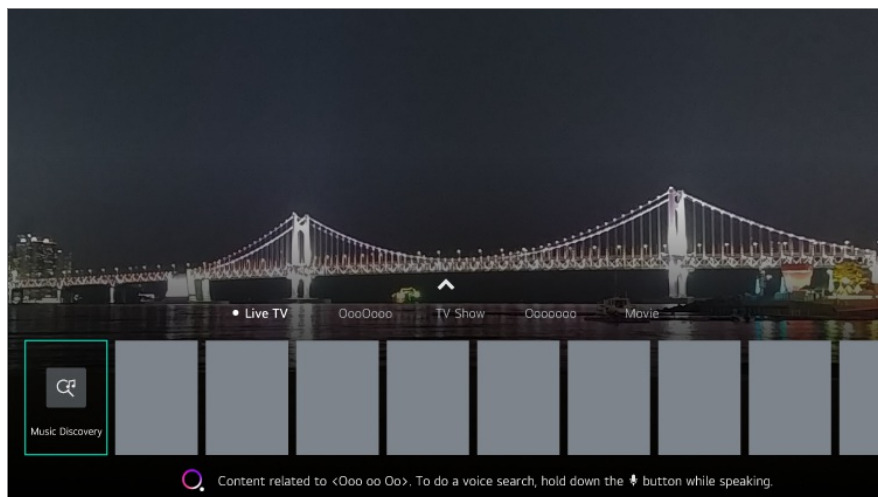 Live TV OooOooo TV Show Ooooooo Movie
Music Discovery
Content related to <Ooo oo Oo>. To do a voice search, hold down the button while speaking.